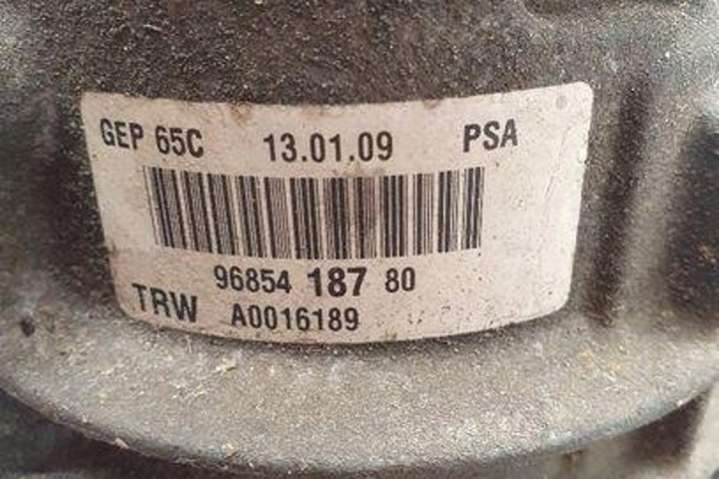 GEP 65C 13.01.09 PSA
96854 187 80
TRW A0016189